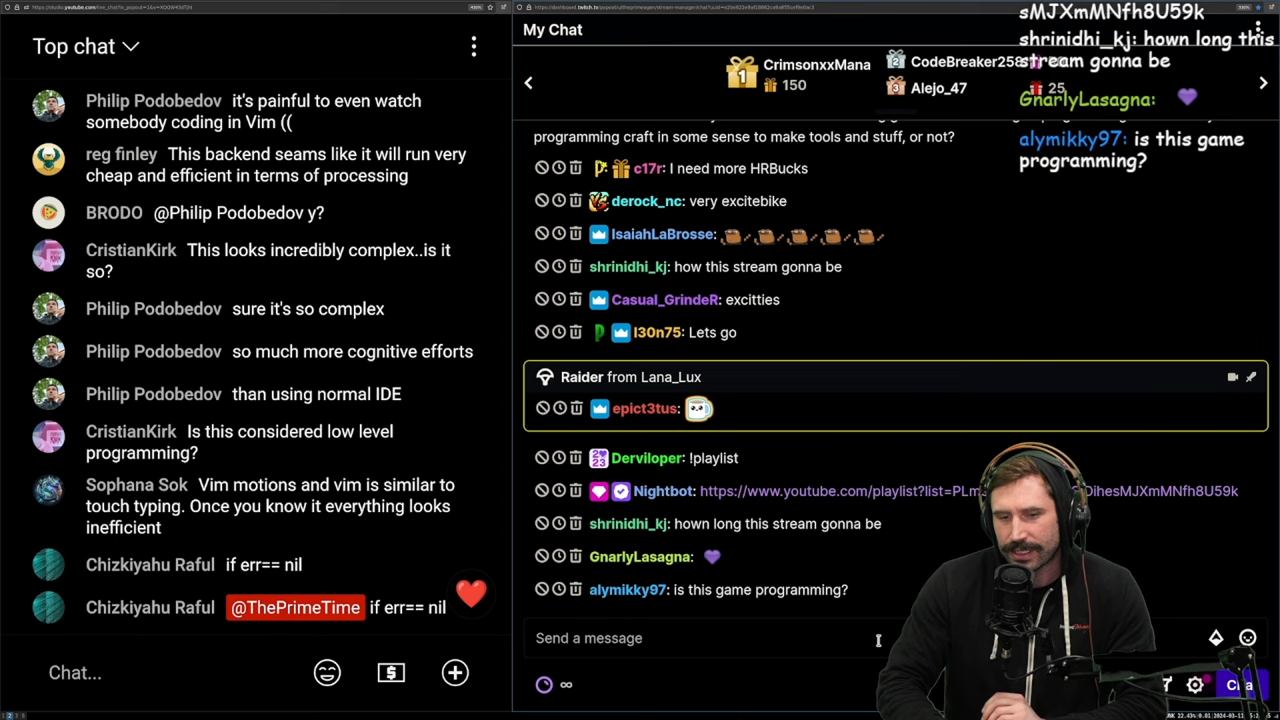 Top chat
Philip Podobedov it's painful to even watch
somebody coding in Vim ((
reg finley This backend seams like it will run very
cheap and efficient in terms of processing
BRODO @Philip Podobedov y?
CristianKirk This looks incredibly complex..is it
so?
Philip Podobedov sure it's so complex
Philip Podobedov so much more cognitive efforts
Philip Podobedov than using normal IDE
CristianKirk Is this considered low level
programming?
Sophana Sok Vim motions and vim is similar to
touch typing. Once you know it everything looks
inefficient
Chizkiyahu Raful if err== nil
Chizkiyahu Raful @ThePrimeTime if err== nil
Chat...
My Chat
1 CrimsonxxMana
150
2 CodeBreaker258
3 Alejo_47 25
programming craft in some sense to make tools and stuff, or not?
c17r: I need more HRBucks
derock_nc: very excitebike
IsaiahLaBrosse:
shrinidhi_kj: how this stream gonna be
Casual_GrindeR: excitties
l30n75: Lets go
Raider from Lana_Lux
epict3tus:
Derviloper: !playlist
Nightbot: https://www.youtube.com/playlist?list=PLm DihesMJXmMNfh8U59k
shrinidhi_kj: hown long this stream gonna be
GnarlyLasagna:
alymikky97: is this game programming?
Send a message
sMJXmMNfh8U59k
shrinidhi_kj: hown long this
stream gonna be
GnarlyLasagna:
alymikky97: is this game
programming?